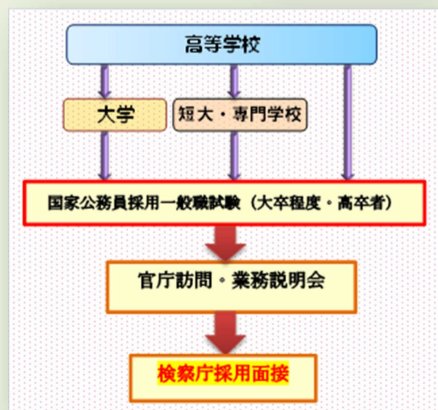 高等学校
大学
短大・専門学校
国家公務員採用一般職試験（大卒程度・高卒者）
官庁訪問・業務説明会
検察庁採用面接